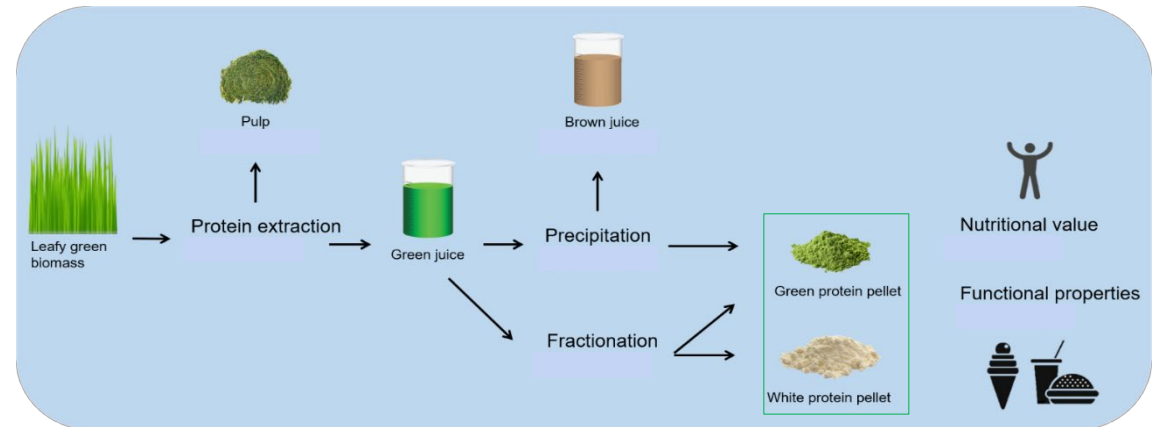 Pulp
Brown juice
Leafy green
biomass
Protein extraction
Green juice
Precipitation
Fractionation
Green protein pellet
White protein pellet
Nutritional value
Functional properties